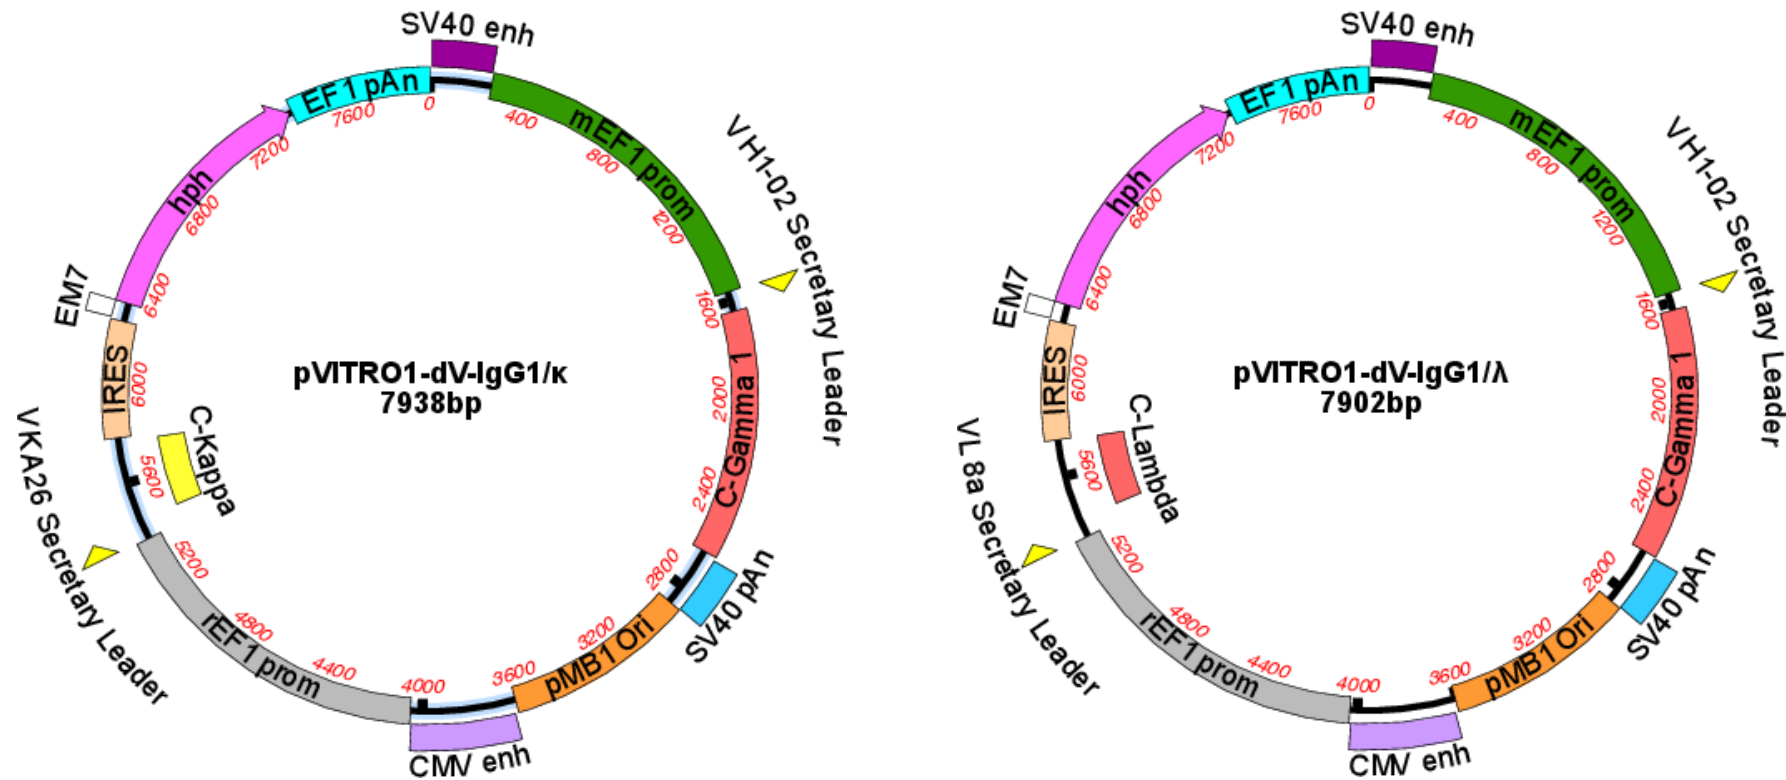 SV40 enh
EF1 pAn
mEF1 prom
VH1-02 Secretary Leader
C-Gamma 1
SV40 pAn
pMB1 Ori
CMV enh
rEF1 prom
VKA26 Secretary Leader
C-Kappa
IRES
EM7
hph
0
400
800
1200
1600
2000
2400
2800
3200
3600
4000
4400
4800
5200
5600
6000
6400
6800
7200
7600
pVITRO1-dV-IgG1/κ
7938bp
SV40 enh
EF1 pAn
mEF1 prom
VH1-02 Secretary Leader
C-Gamma 1
SV40 pAn
pMB1 Ori
CMV enh
rEF1 prom
VL 8a Secretary Leader
C-Lambda
IRES
EM7
hph
0
400
800
1200
1600
2000
2400
2800
3200
3600
4000
4400
4800
5200
5600
6000
6400
6800
7200
7600
pVITRO1-dV-IgG1/λ
7902bp